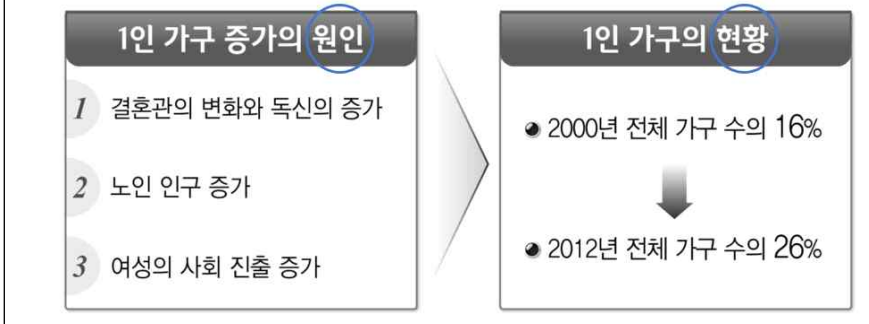 1인 가구 증가의 원인
1 결혼관의 변화와 독신의 증가
2 노인 인구 증가
3 여성의 사회 진출 증가
1인 가구의 현황
2000년 전체 가구 수의 16%
2012년 전체 가구 수의 26%